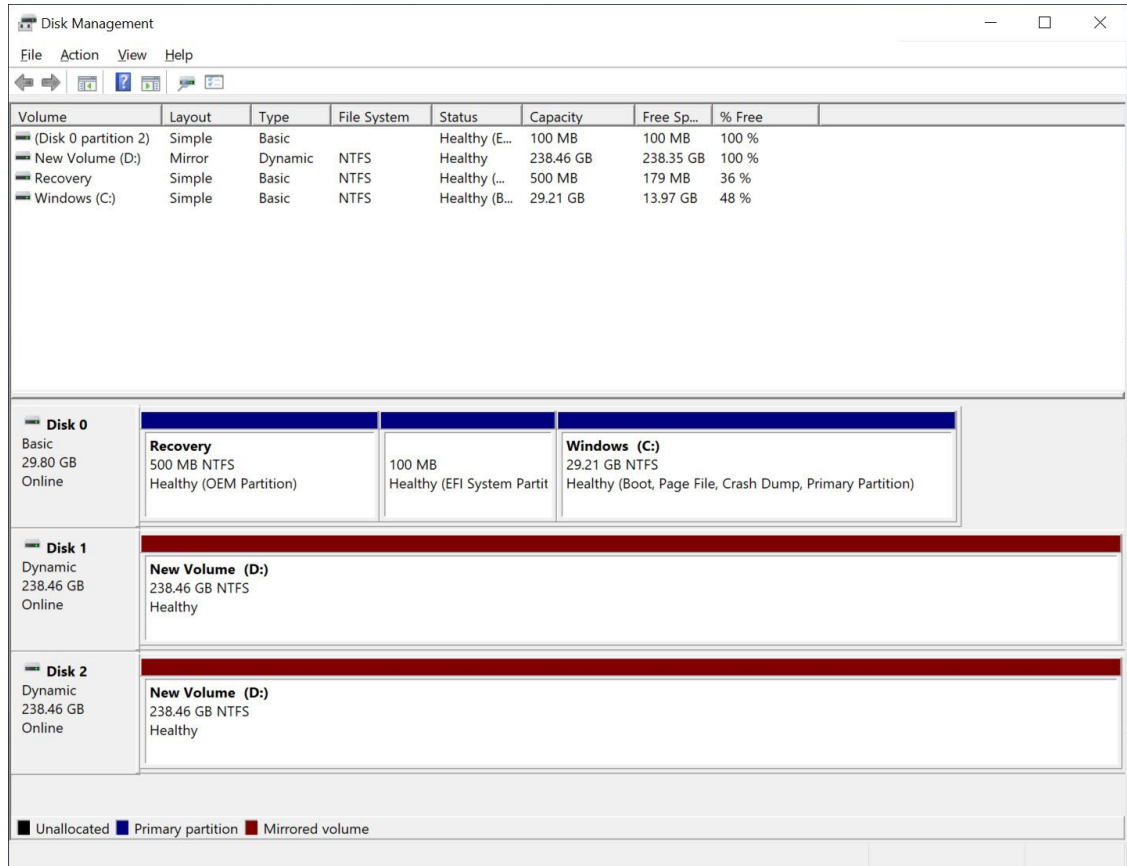 Disk Management
File Action View Help
Volume Layout Type File System Status Capacity Free Sp... % Free
(Disk 0 partition 2) Simple Basic Healthy (E... 100 MB 100 MB 100 %
New Volume (D:) Mirror Dynamic NTFS Healthy 238.46 GB 238.35 GB 100 %
Recovery Simple Basic NTFS Healthy (... 500 MB 179 MB 36 %
Windows (C:) Simple Basic NTFS Healthy (B... 29.21 GB 13.97 GB 48 %
Disk 0
Basic
29.80 GB
Online
Recovery
500 MB NTFS
Healthy (OEM Partition)
100 MB
Healthy (EFI System Partit
Windows (C:)
29.21 GB NTFS
Healthy (Boot, Page File, Crash Dump, Primary Partition)
Disk 1
Dynamic
238.46 GB
Online
New Volume (D:)
238.46 GB NTFS
Healthy
Disk 2
Dynamic
238.46 GB
Online
New Volume (D:)
238.46 GB NTFS
Healthy
Unallocated Primary partition Mirrored volume